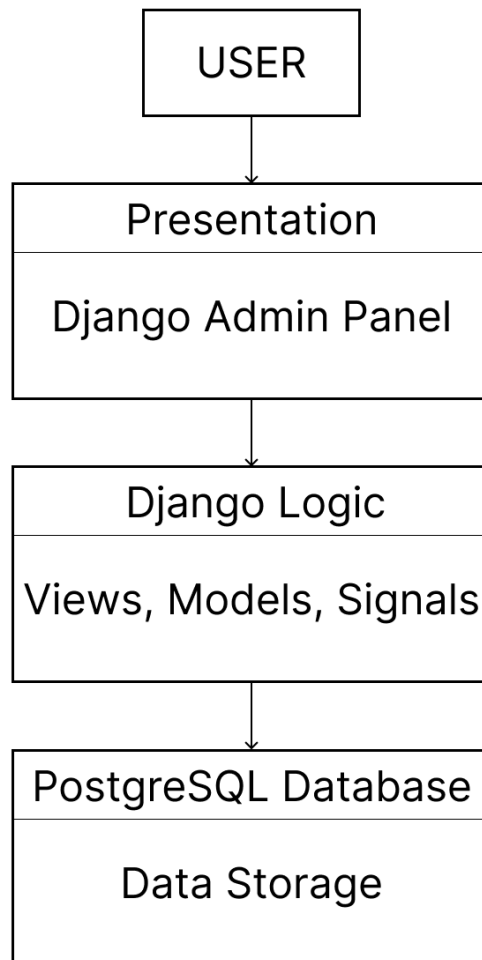 USER
Presentation
Django Admin Panel
Django Logic
Views, Models, Signals
PostgreSQL Database
Data Storage